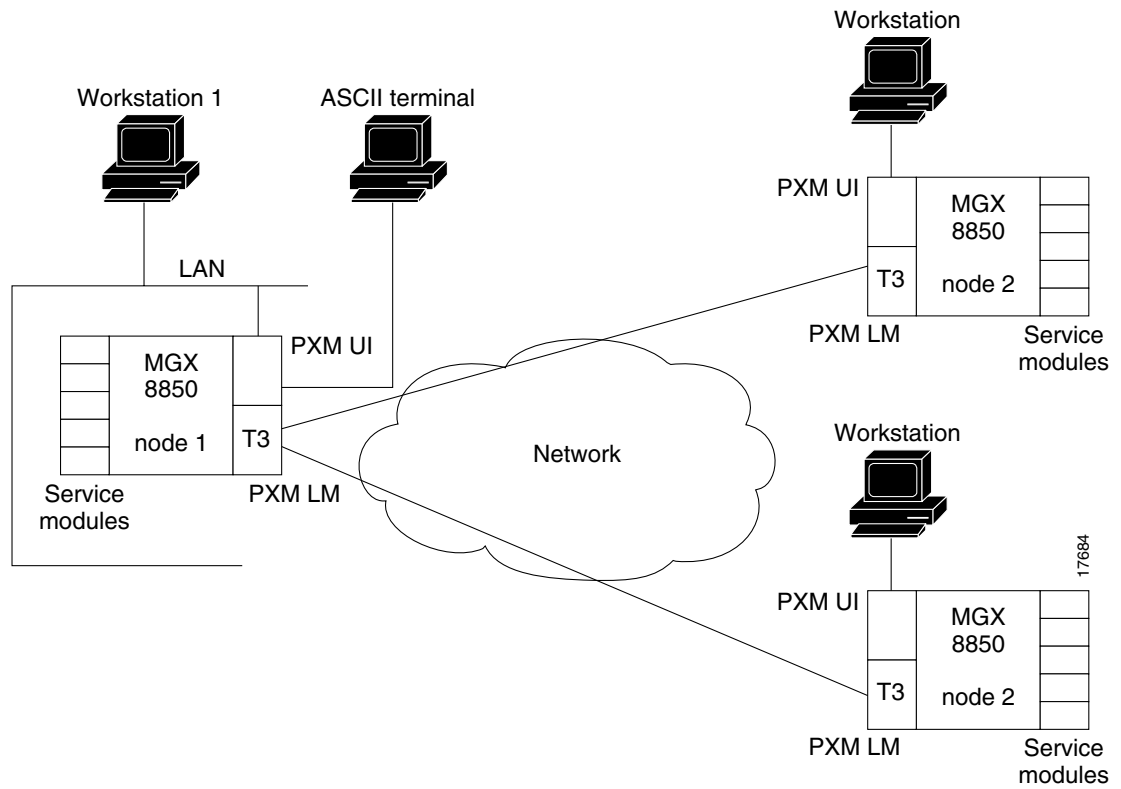 Workstation
Workstation 1
ASCII terminal
PXM UI
MGX
8850
node 2
T3
PXM LM
Service
modules
LAN
PXM UI
MGX
8850
node 1
T3
PXM LM
Service
modules
Network
Workstation
17684
PXM UI
MGX
8850
node 2
T3
PXM LM
Service
modules